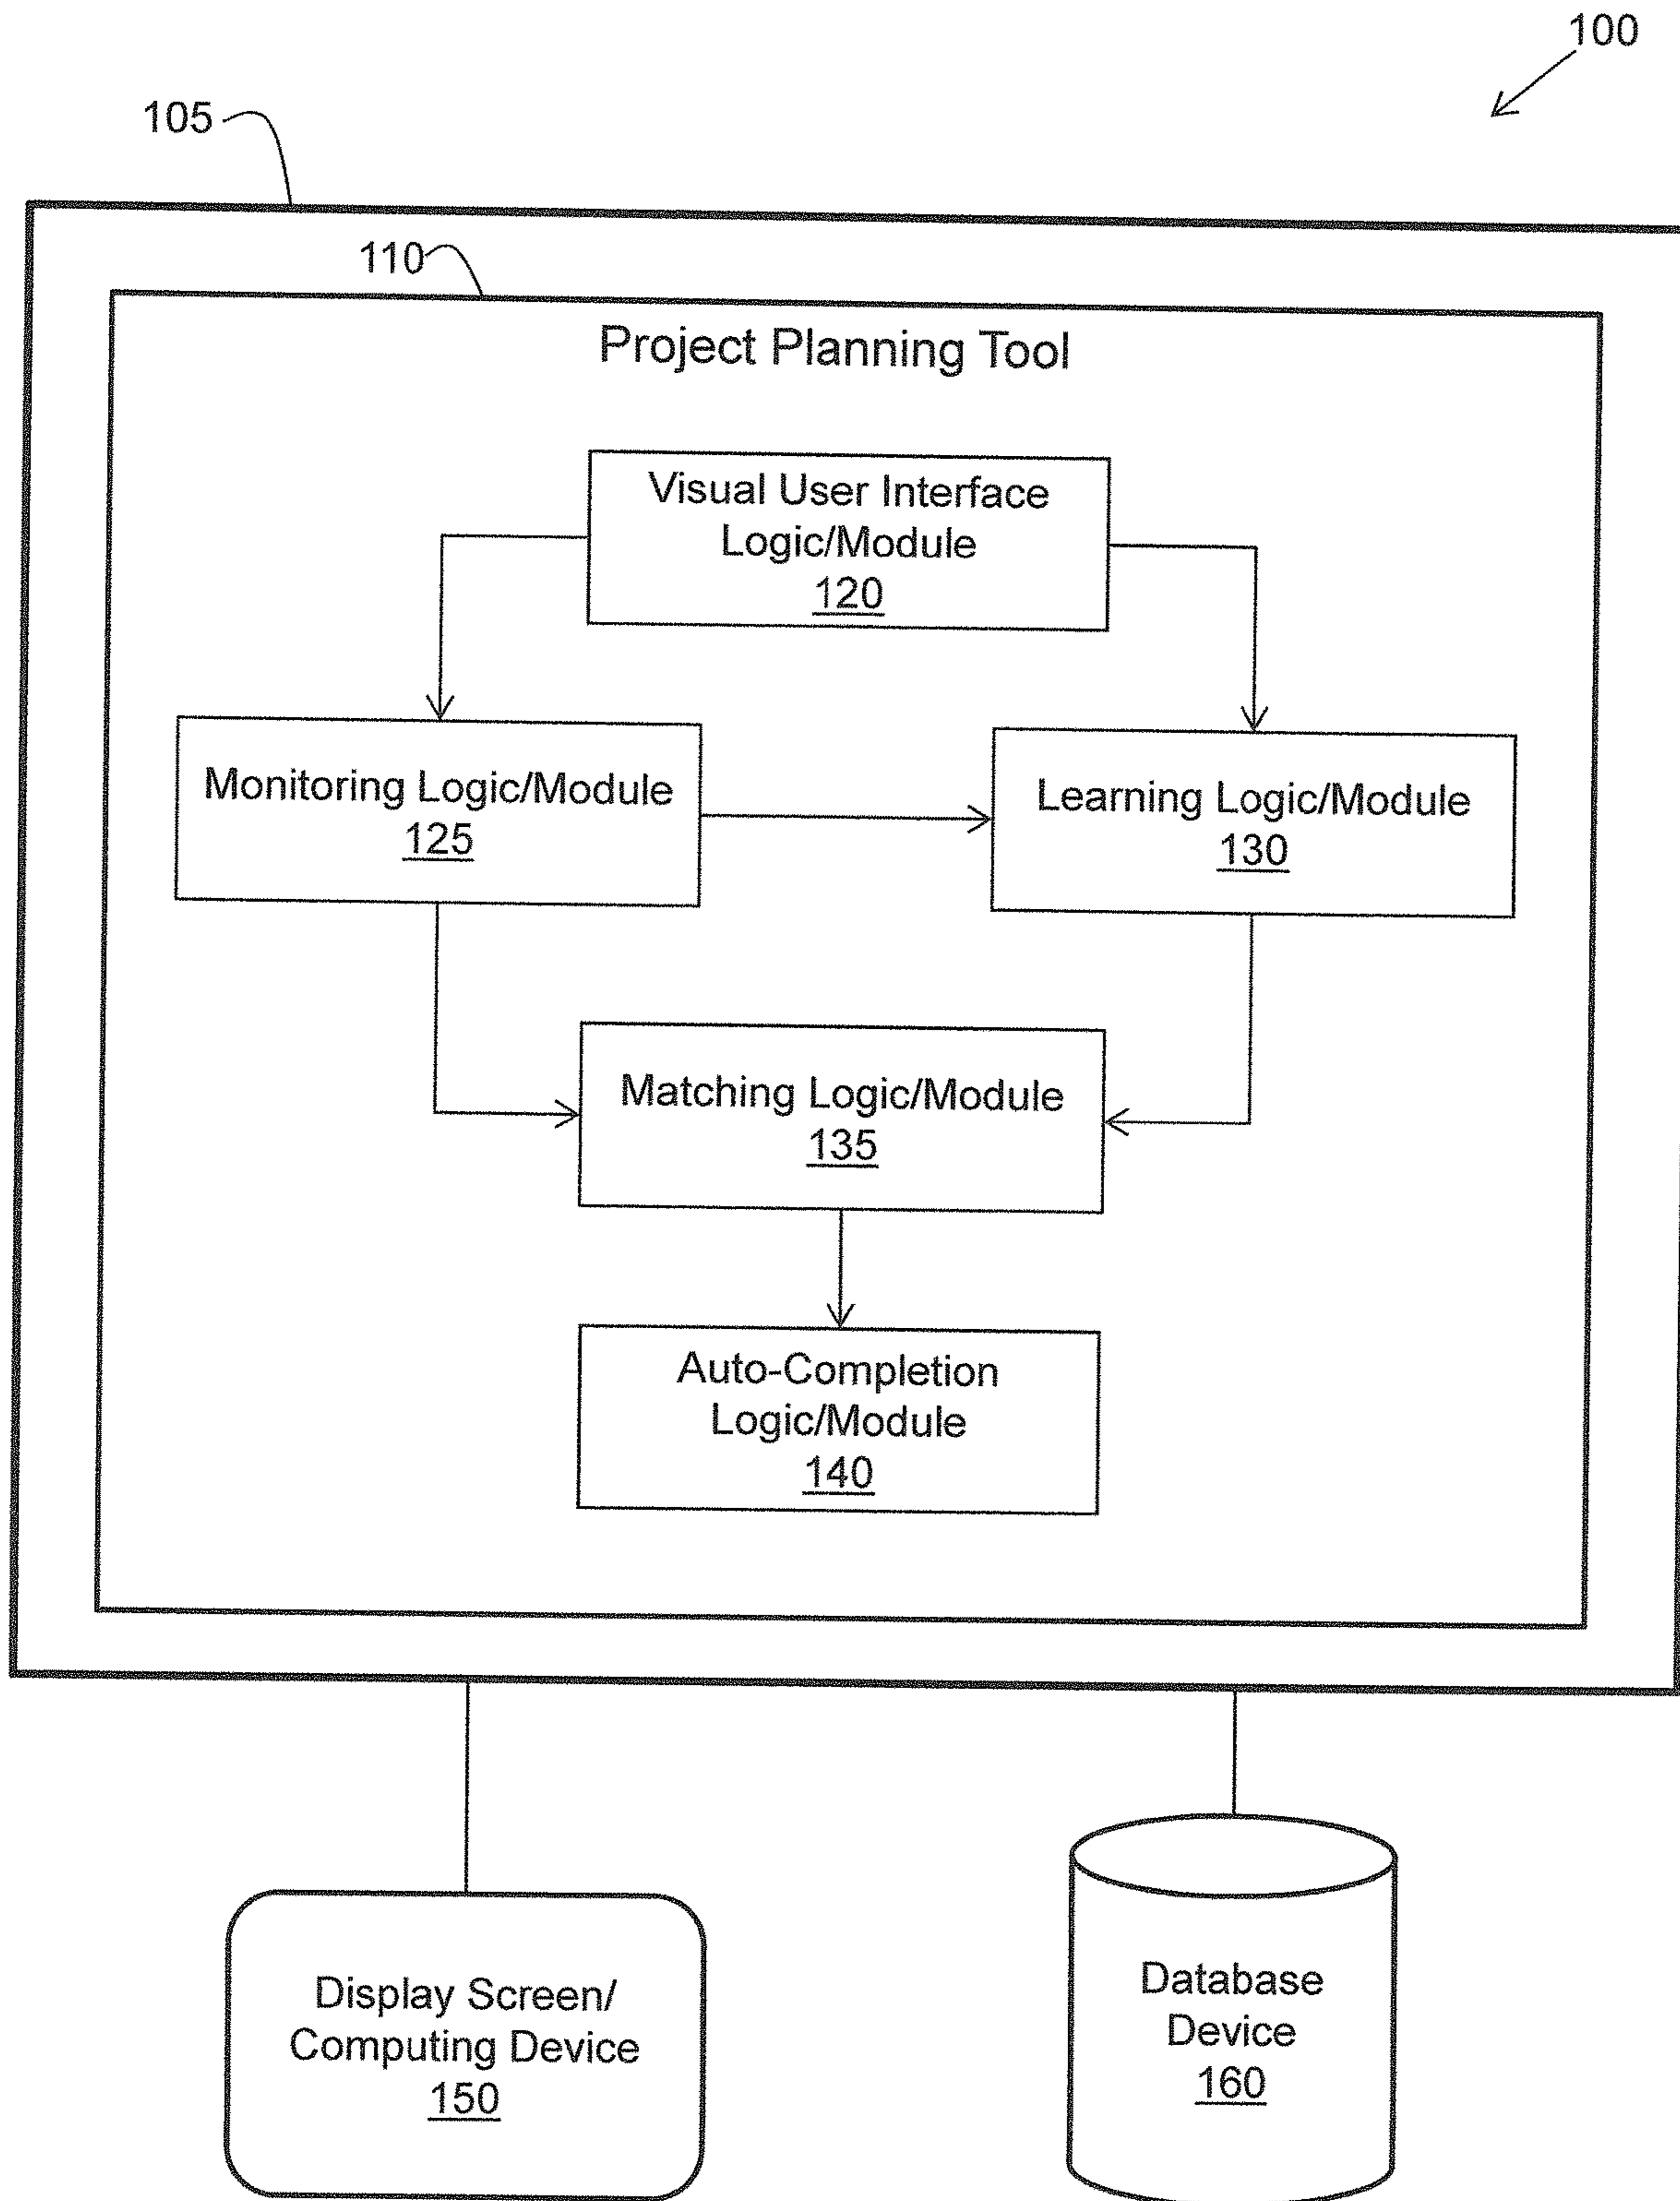 100
105
110
Project Planning Tool
Visual User Interface
Logic/Module
120
Monitoring Logic/Module
125
Learning Logic/Module
130
Matching Logic/Module
135
Auto-Completion
Logic/Module
140
Display Screen/
Computing Device
150
Database
Device
160